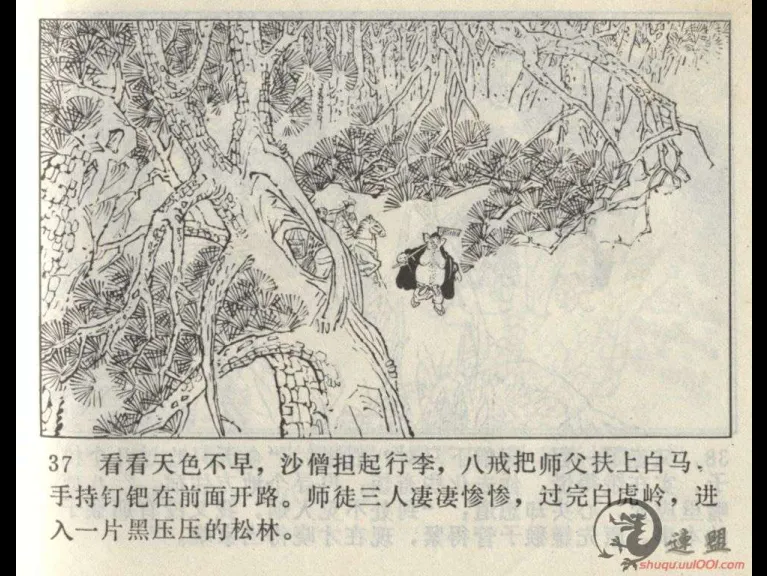 37 看看天色不早，沙僧担起行李，八戒把师父扶上白马、
手持钉钯在前面开路。师徒三人凄凄惨惨，过完白虎岭，进
入一片黑压压的松林。
連盟
shuqu.uu1001.com